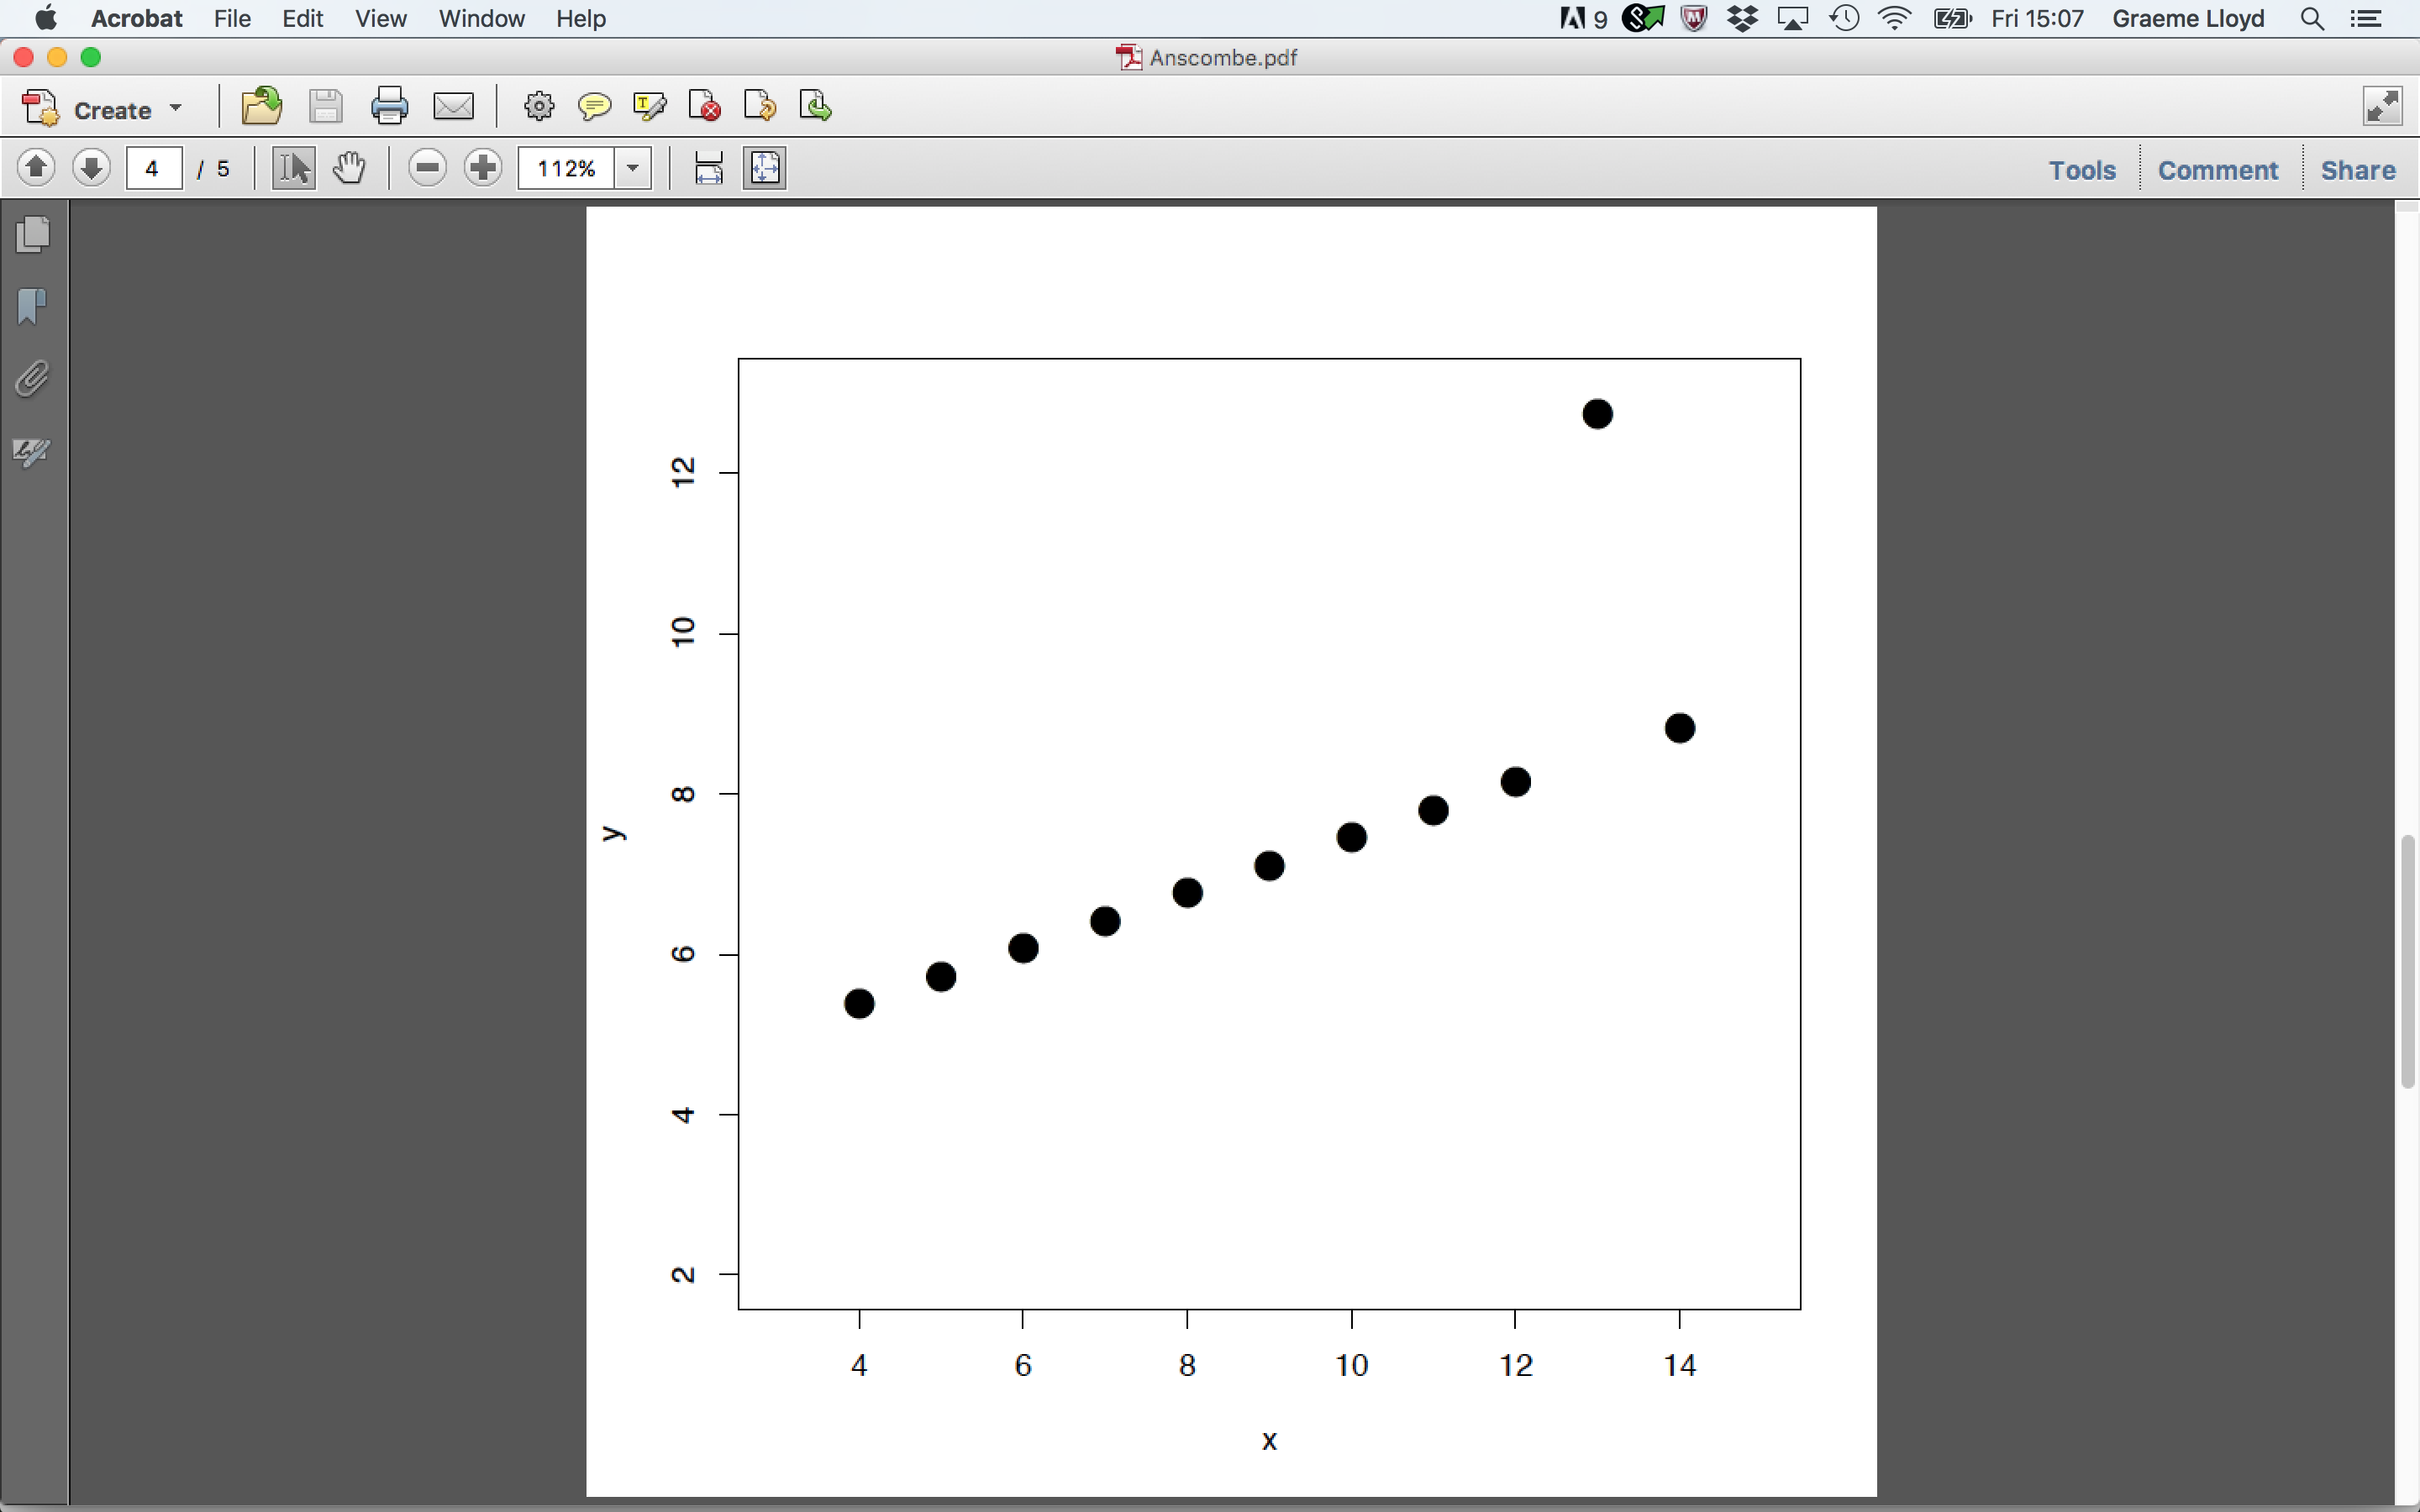 Acrobat File Edit View Window Help 9 Fri 15:07 Graeme Lloyd
Anscombe.pdf
Create
4 / 5 112% Tools Comment Share
12
10
8
6
4
2
y
4 6 8 10 12 14
x